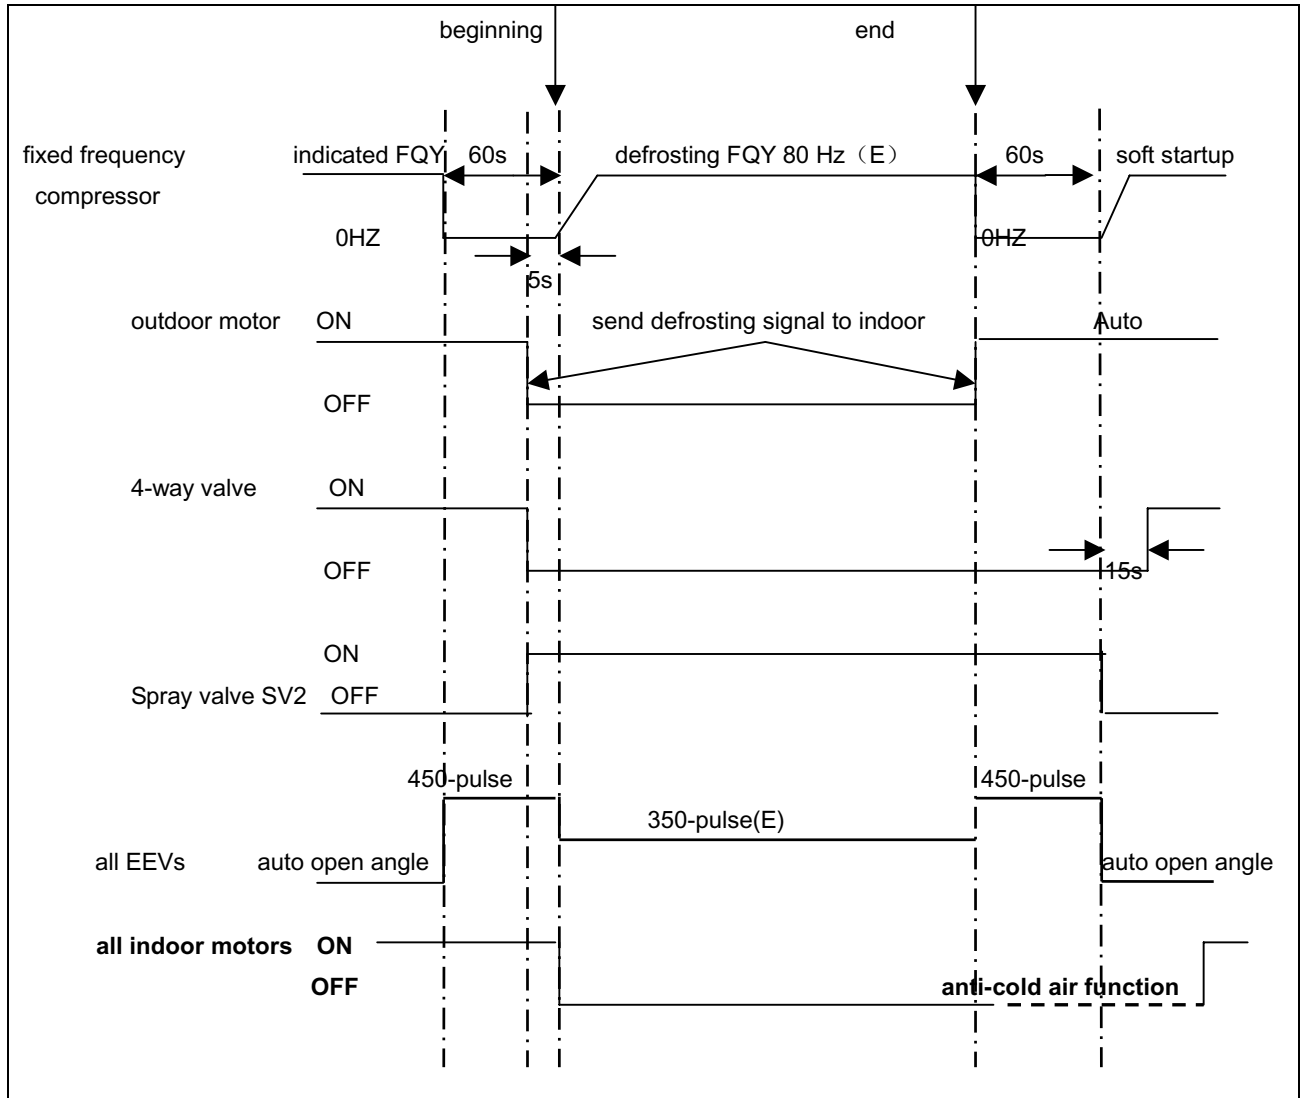 beginning
end
fixed frequency
compressor
indicated FQY
60s
defrosting FQY 80 Hz（E）
60s
soft startup
0HZ
0HZ
5s
outdoor motor
ON
send defrosting signal to indoor
Auto
OFF
4-way valve
ON
OFF
15s
ON
Spray valve SV2
OFF
450-pulse
450-pulse
350-pulse(E)
all EEVs
auto open angle
auto open angle
all indoor motors
ON
OFF
anti-cold air function